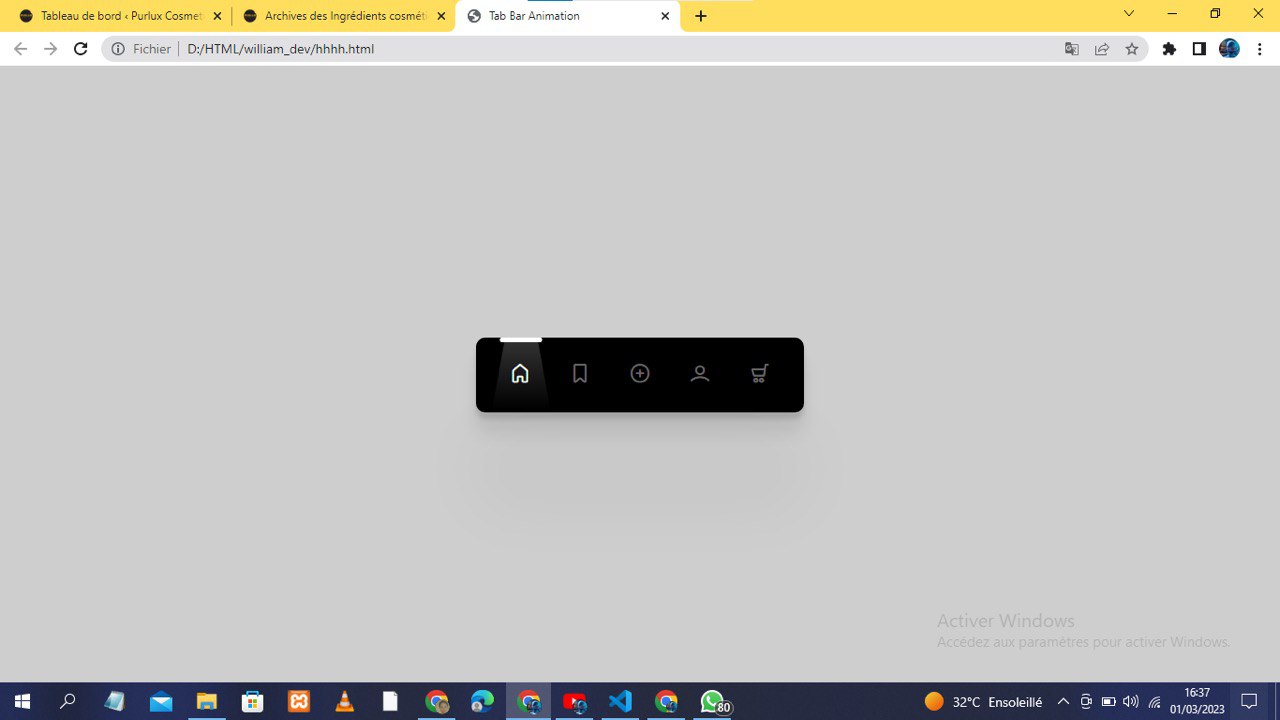 Tableau de bord ‹ Purlux Cosmet
Archives des Ingrédients cosméti
Tab Bar Animation
Fichier
D:/HTML/william_dev/hhhh.html
Activer Windows
Accédez aux paramètres pour activer Windows.
80
32°C Ensoleillé
16:37
01/03/2023